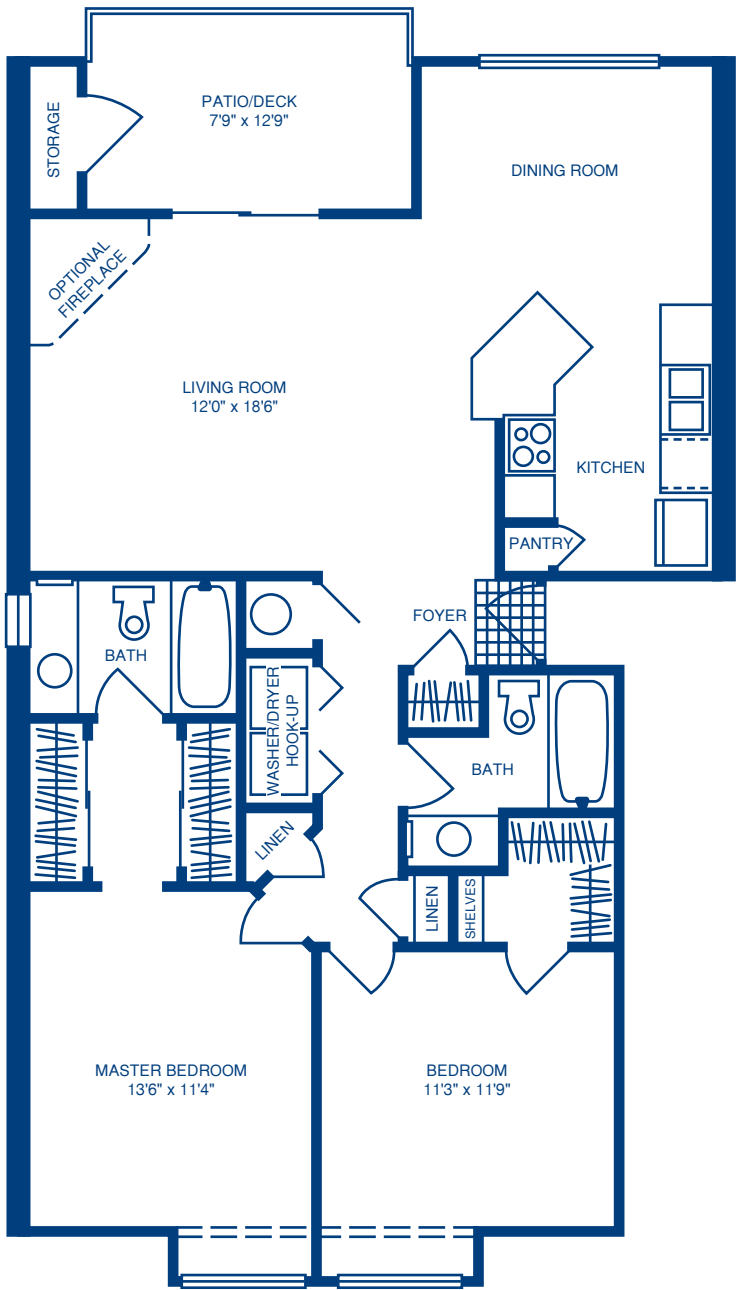 PATIO/DECK
7'9" x 12'9"
STORAGE
DINING ROOM
OPTIONAL
FIREPLACE
LIVING ROOM
12'0" x 18'6"
KITCHEN
PANTRY
FOYER
BATH
WASHER/DRYER
HOOK-UP
BATH
LINEN
LINEN
SHELVES
MASTER BEDROOM
13'6" x 11'4"
BEDROOM
11'3" x 11'9"